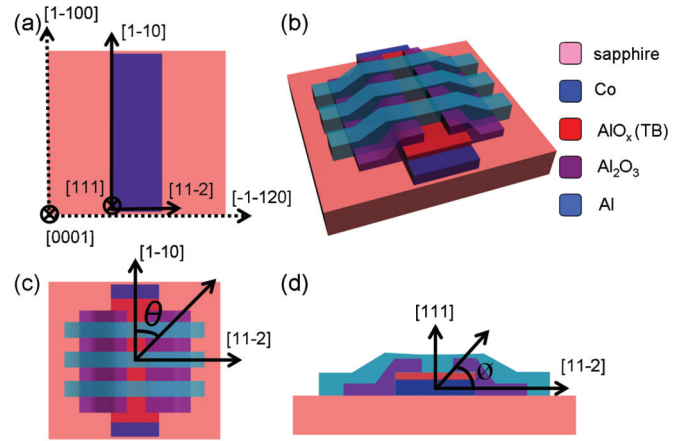 (a)
[1-100]
[1-10]
[111]
[11-2]
[-1-120]
[0001]
(b)
sapphire
Co
AlOx (TB)
Al2O3
Al
(c)
[1-10]
θ
[11-2]
(d)
[111]
Ø
[11-2]